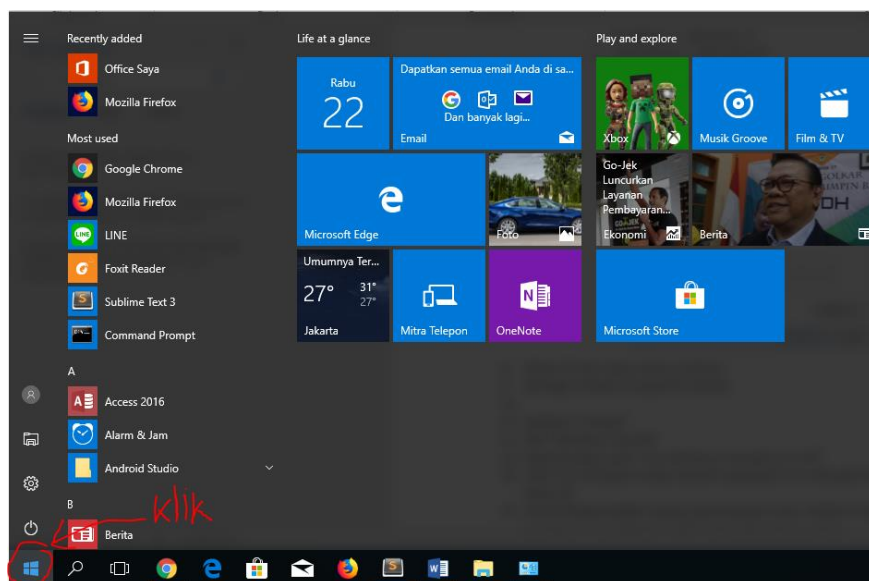 Recently added
Office Saya
Mozilla Firefox
Most used
Google Chrome
Mozilla Firefox
LINE
Foxit Reader
Sublime Text 3
Command Prompt
A
Access 2016
Alarm & Jam
Android Studio
B
Berita
klik
Life at a glance
Rabu
22
Dapatkan semua email Anda di sa...
Dan banyak lagi...
Email
Microsoft Edge
Foto
Umumnya Ter...
27° 31°
27°
Jakarta
Mitra Telepon
OneNote
Play and explore
Xbox
Musik Groove
Film & TV
Go-Jek
Luncurkan
Layanan
Pembayaran...
Ekonomi
Berita
Microsoft Store